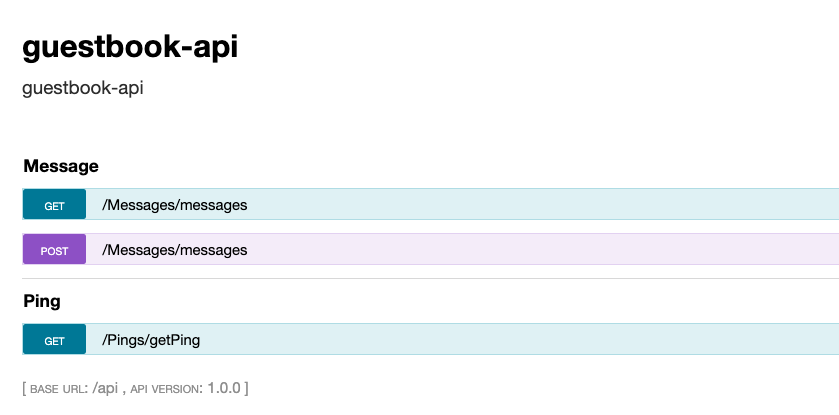 guestbook-api
guestbook-api
Message
GET /Messages/messages
POST /Messages/messages
Ping
GET /Pings/getPing
[ BASE URL: /api , API VERSION: 1.0.0 ]